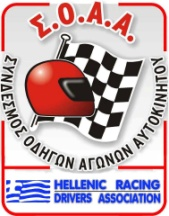 Σ.Ο.Α.Α.
ΣΥΝΔΕΣΜΟΣ ΟΔΗΓΩΝ ΑΓΩΝΩΝ ΑΥΤΟΚΙΝΗΤΟΥ
HELLENIC RACING
DRIVERS ASSOCIATION